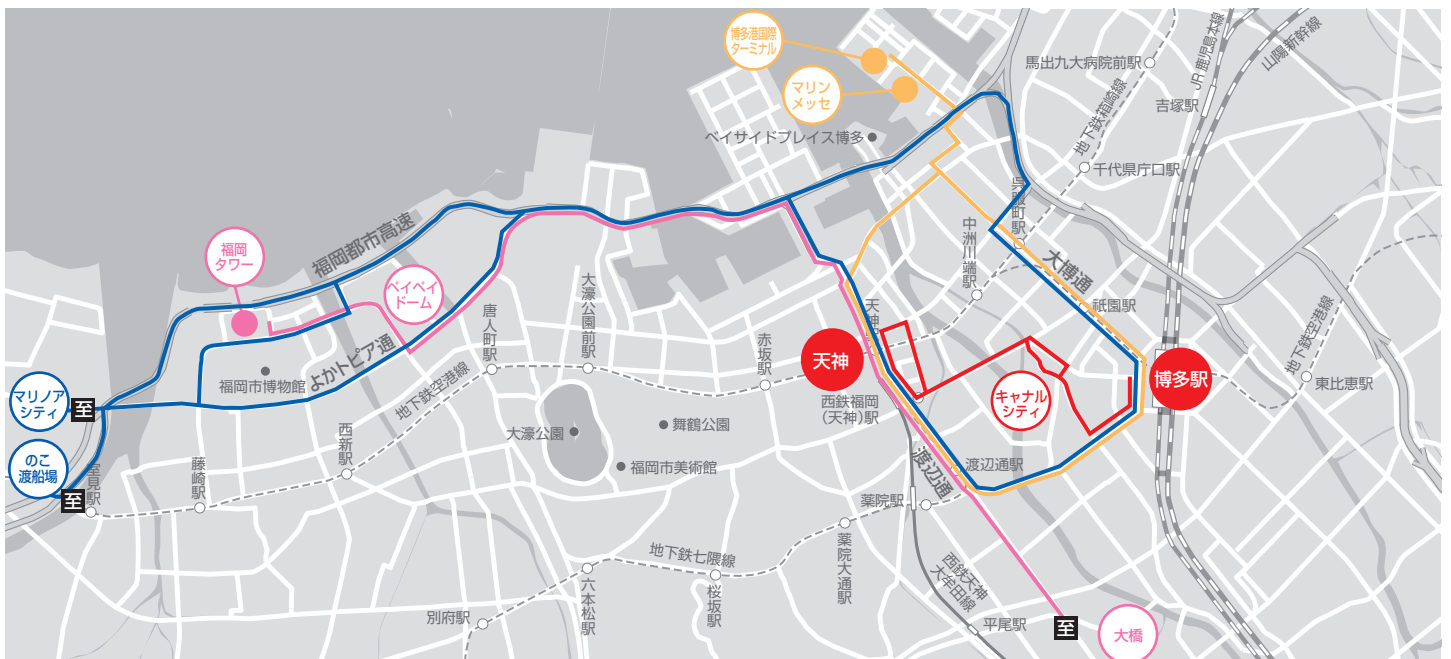 博多港国際
ターミナル
マリン
メッセ
馬出九大病院前駅
JR鹿児島本線
山陽新幹線
吉塚駅
地下鉄箱崎線
ベイサイドプレイス博多
千代県庁口駅
呉服町駅
中洲川端駅
大博通
祇園駅
福岡都市高速
福岡
タワー
ペイペイ
ドーム
大濠公園前駅
唐人町駅
よかトピア通
赤坂駅
天神
天神
博多駅
地下鉄空港線
東比恵駅
福岡市博物館
地下鉄空港線
西鉄福岡
(天神)駅
キャナル
シティ
マリノア
シティ
至
のこ
渡船場
至
室見駅
藤崎駅
西新駅
大濠公園
舞鶴公園
福岡市美術館
渡辺通
渡辺通駅
薬院駅
薬院大通駅
地下鉄七隈線
桜坂駅
六本松駅
別府駅
西鉄天神
大牟田線
平尾駅
至
大橋